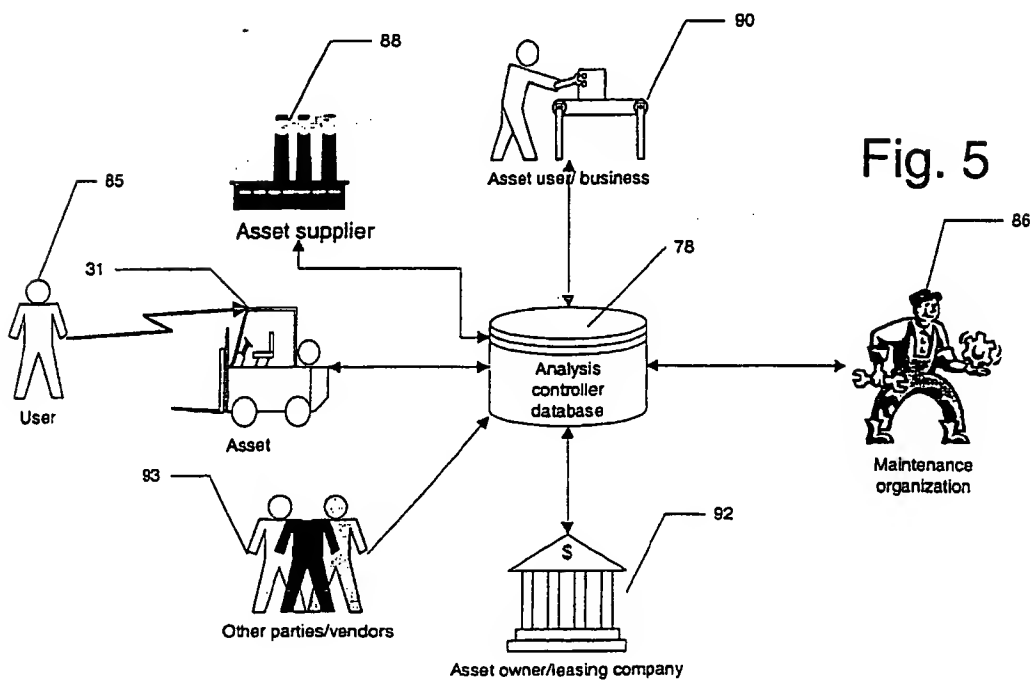 90
88
Fig. 5
Asset user/ business
85
86
Asset supplier
31
78
Analysis
controller
database
User
Asset
Maintenance
organization
93
92
$
Other parties/vendors
Asset owner/leasing company